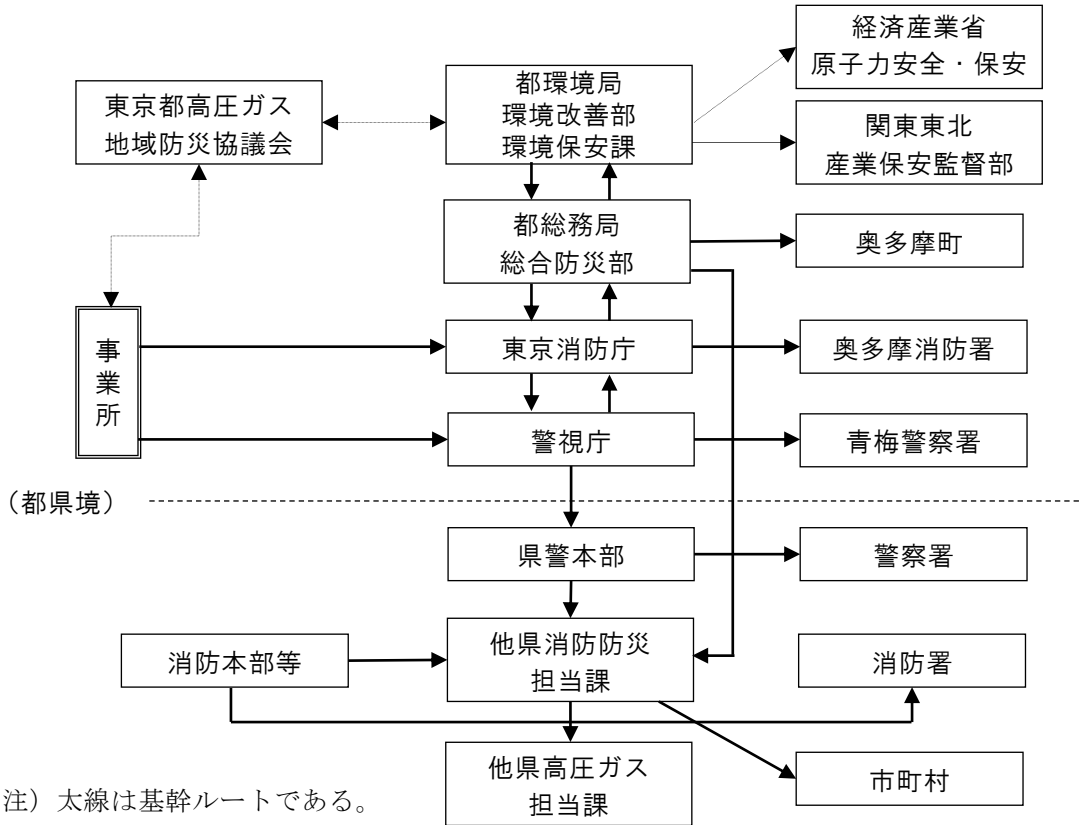 経済産業省
原子力安全・保安
都環境局
環境改善部
環境保安課
東京都高圧ガス
地域防災協議会
関東東北
産業保安監督部
都総務局
総合防災部
奥多摩町
事業所
東京消防庁
奥多摩消防署
警視庁
青梅警察署
（都県境）
県警本部
警察署
他県消防防災
担当課
消防本部等
消防署
他県高圧ガス
担当課
市町村
注）太線は基幹ルートである。